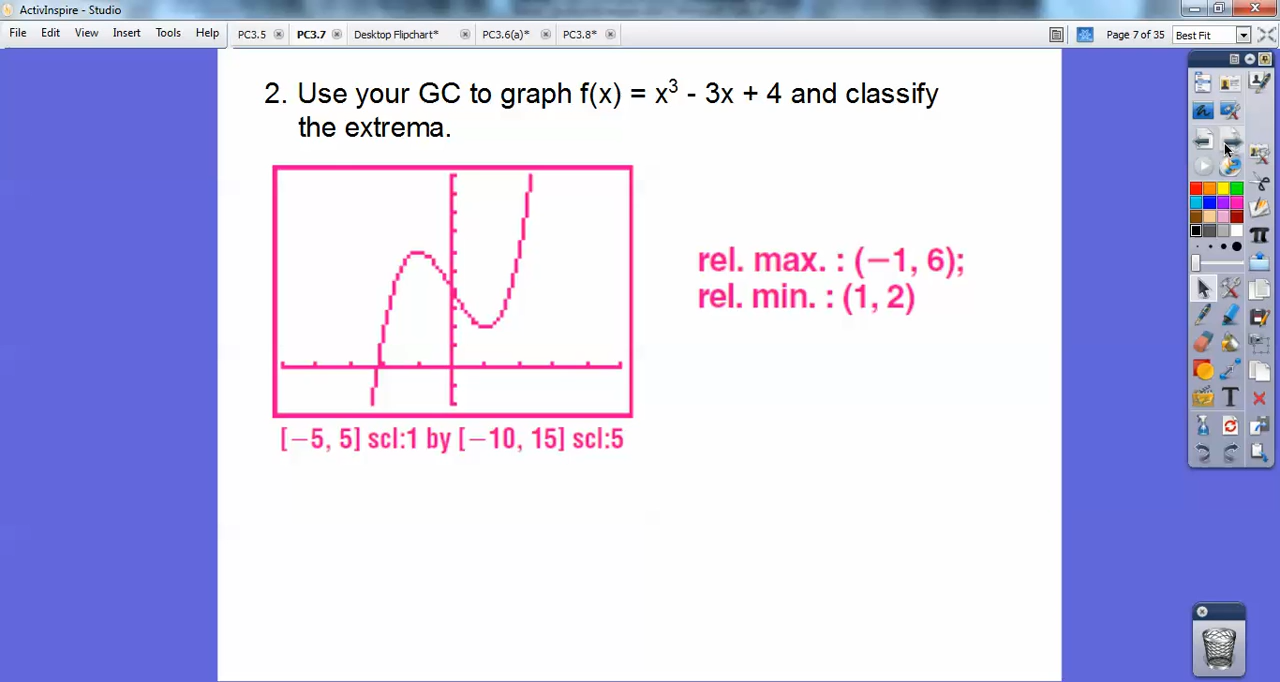 ActivInspire - Studio
File Edit View Insert Tools Help PC3.5 PC3.7 Desktop Flipchart* PC3.6(a)* PC3.8* Page 7 of 35 Best Fit
2. Use your GC to graph f(x) = x³ - 3x + 4 and classify
the extrema.
rel. max. : (−1, 6);
rel. min. : (1, 2)
[−5, 5] scl:1 by [−10, 15] scl:5